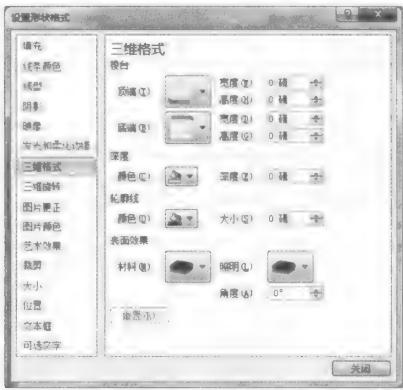 设置形状格式
填充
线条颜色
线型
阴影
映像
发光和柔化边缘
三维格式
三维旋转
图片更正
图片颜色
艺术效果
裁剪
大小
位置
文本框
可选文字
三维格式
棱台
顶端(T) 宽度 0 磅
高度(H) 0 磅
底端(B) 宽度(D) 0 磅
高度(G) 0 磅
深度
颜色(C) 深度 0 磅
轮廓线
颜色 大小(S) 0 磅
表面效果
材料(M) 照明(L)
角度(A) 0°
重置
关闭